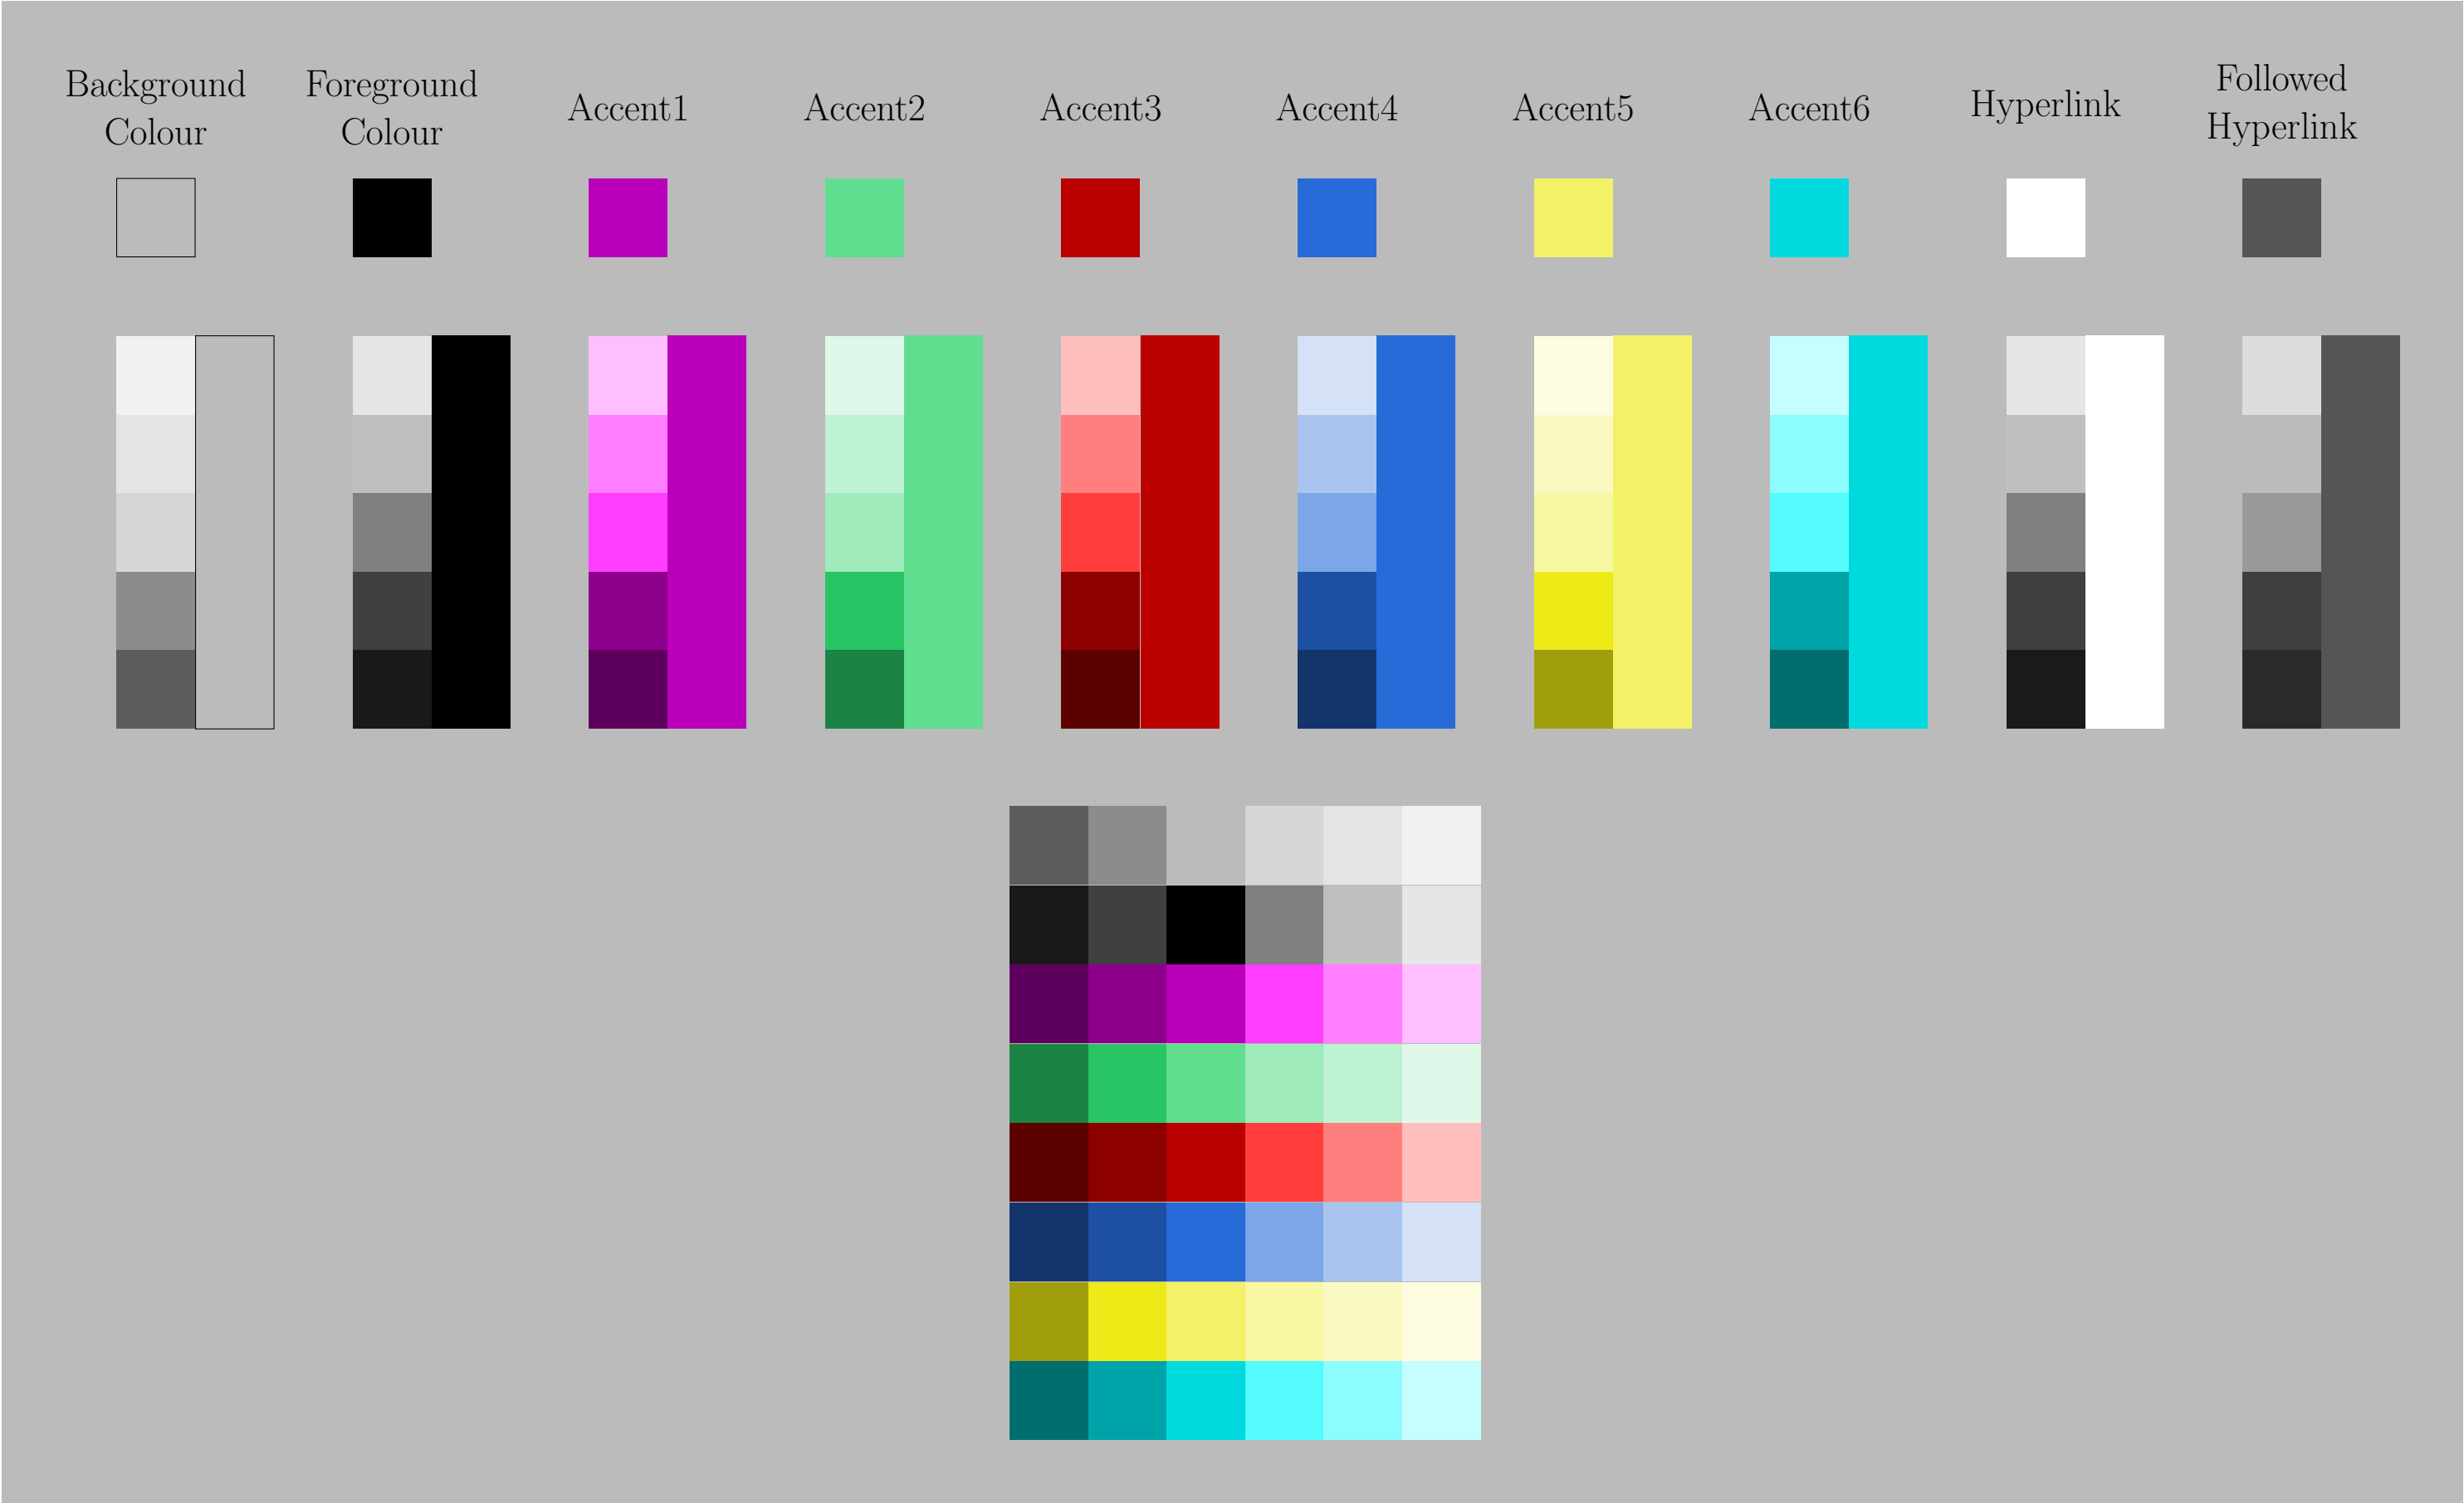 Background
Colour
Foreground
Colour
Accent1
Accent2
Accent3
Accent4
Accent5
Accent6
Hyperlink
Followed
Hyperlink